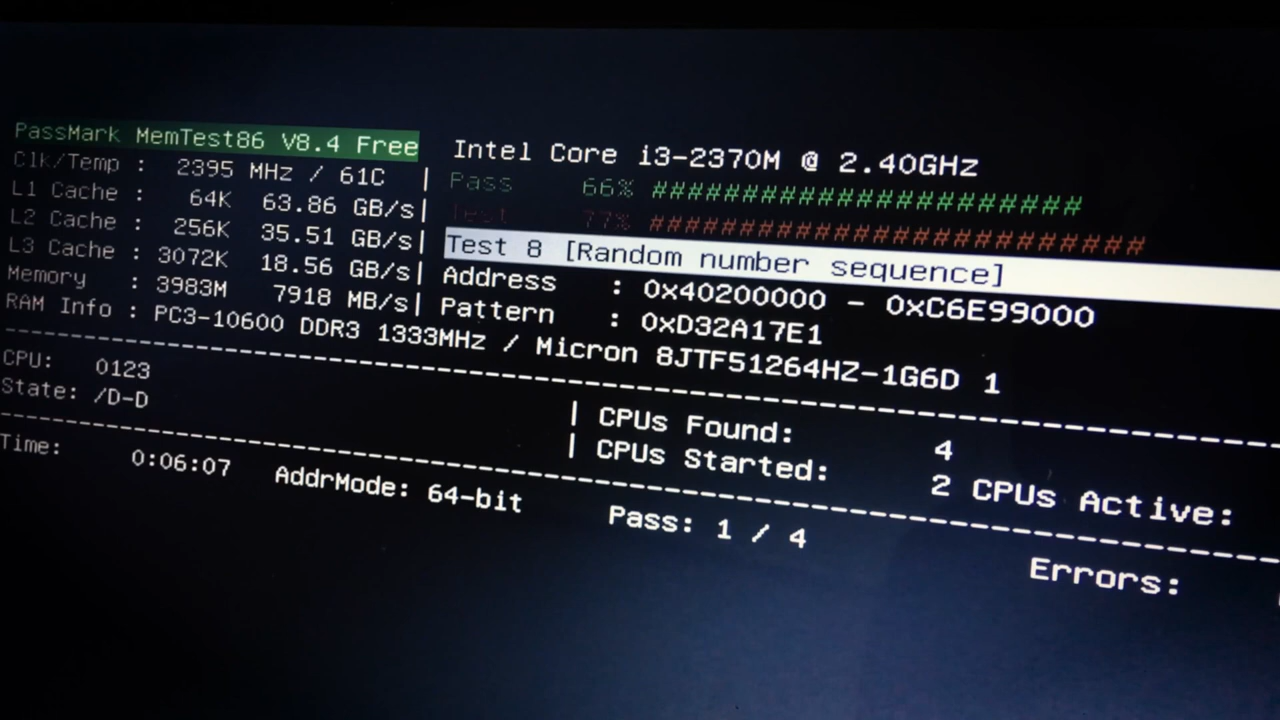 PassMark MemTest86 V8.4 Free Intel Core i3-2370M @ 2.40GHz
Clk/Temp : 2395 MHz / 61C | Pass 66% ########################
L1 Cache : 64K 63.86 GB/s| Test 77% ############################
L2 Cache : 256K 35.51 GB/s| Test 8 [Random number sequence]
L3 Cache : 3072K 18.56 GB/s| Address : 0x40200000 - 0xC6E99000
Memory : 3983M 7918 MB/s| Pattern : 0xD32A17E1
RAM Info : PC3-10600 DDR3 1333MHz / Micron 8JTF51264HZ-1G6D 1
CPU: 0123 | CPUs Found: 4
State: /D-D | CPUs Started: 2 CPUs Active:
Time: 0:06:07 AddrMode: 64-bit Pass: 1 / 4 Errors: